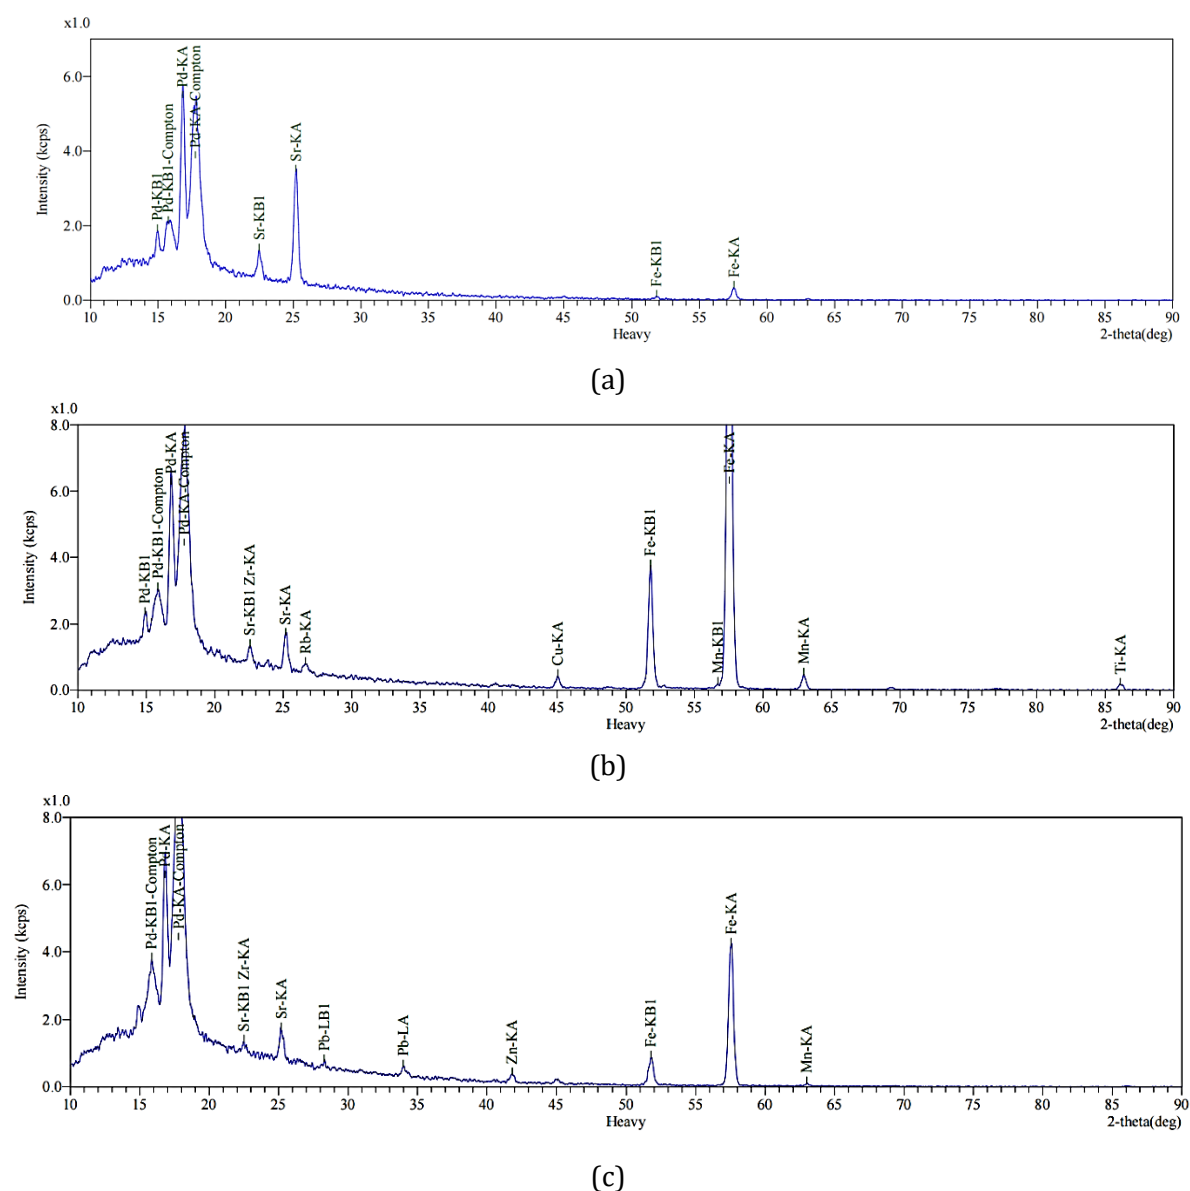 x1.0
Intensity (kcps)
6.0
4.0
2.0
0.0
Pd-KB1
Pd-KB1-Compton
Pd-KA
Pd-KA-Compton
Sr-KB1
Sr-KA
Fe-KB1
Fe-KA
10 15 20 25 30 35 40 45 50 55 60 65 70 75 80 85 90
Heavy 2-theta(deg)
(a)
x1.0
Intensity (kcps)
8.0
6.0
4.0
2.0
0.0
Pd-KB1
Pd-KB1-Compton
Pd-KA
Pd-KA-Compton
Sr-KB1 Zr-KA
Sr-KA
Rb-KA
Cu-KA
Fe-KB1
Mn-KB1
Fe-KA
Mn-KA
Ti-KA
10 15 20 25 30 35 40 45 50 55 60 65 70 75 80 85 90
Heavy 2-theta(deg)
(b)
x1.0
Intensity (kcps)
8.0
6.0
4.0
2.0
0.0
Pd-KB1-Compton
Pd-KA
Pd-KA-Compton
Sr-KB1 Zr-KA
Sr-KA
Pb-LB1
Pb-LA
Zn-KA
Fe-KB1
Fe-KA
Mn-KA
10 15 20 25 30 35 40 45 50 55 60 65 70 75 80 85 90
Heavy 2-theta(deg)
(c)